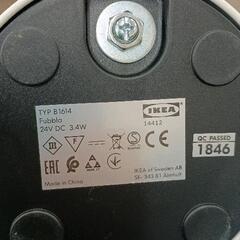 TYP B1614
Fubbla
24V DC 3.4W
IKEA
14412
QC PASSED
1846
F
EAC
Made in China
IKEA of Sweden AB
SE- 343 81 Älmhult